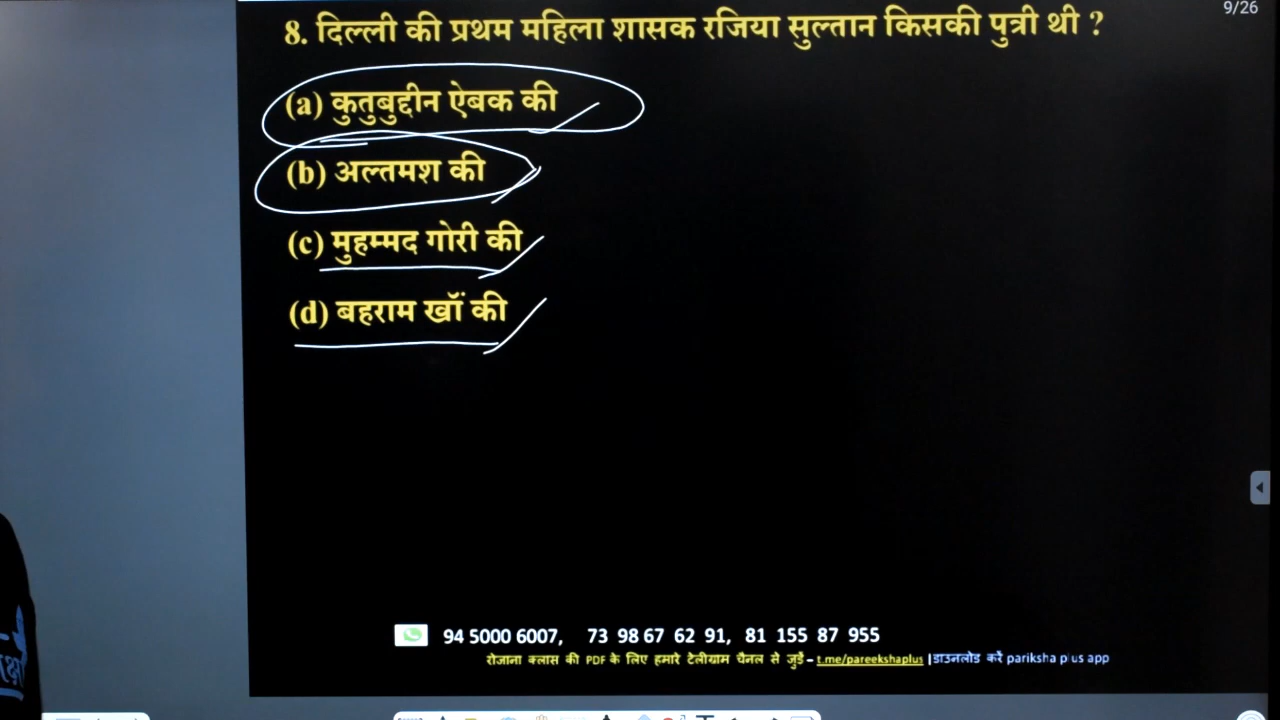 9/26
8. दिल्ली की प्रथम महिला शासक रजिया सुल्तान किसकी पुत्री थी ?
(a) कुतुबुद्दीन ऐबक की
(b) अल्तमश की
(c) मुहम्मद गोरी की
(d) बहराम खाँ की
94 5000 6007, 73 98 67 62 91, 81 155 87 955
रोजाना क्लास की PDF के लिए हमारे टेलीग्राम चैनल से जुड़ें – t.me/pareekshaplus | डाउनलोड करें pariksha plus app